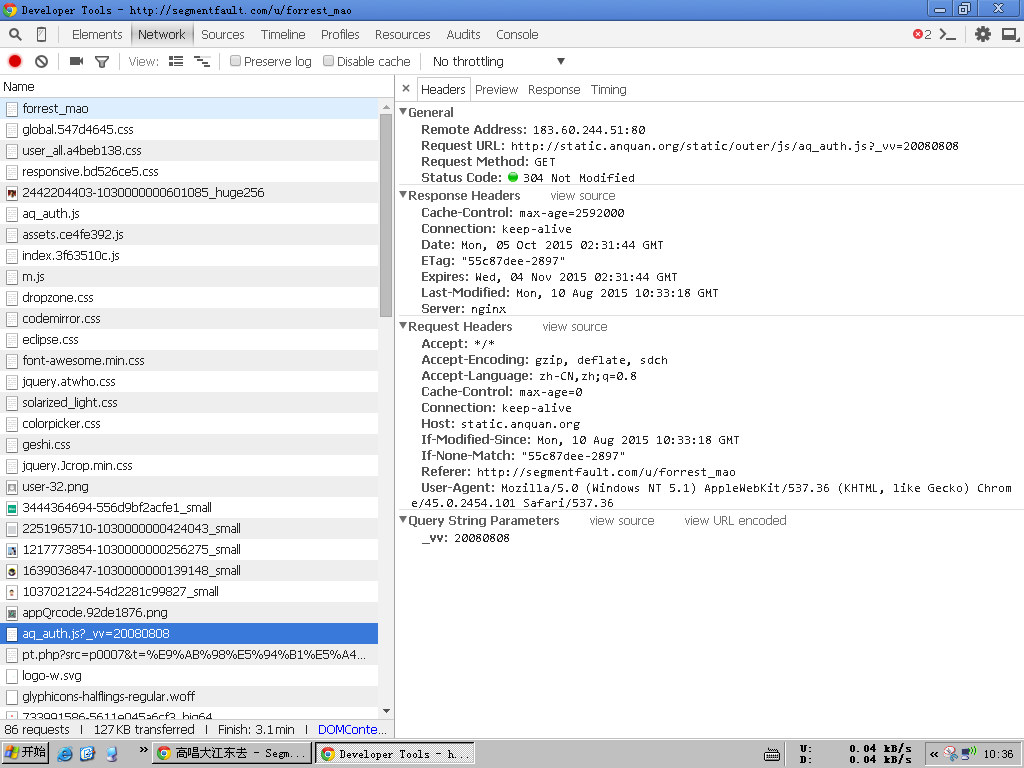 Developer Tools - http://segmentfault.com/u/forrest_mao
Elements Network Sources Timeline Profiles Resources Audits Console 2
View: Preserve log Disable cache No throttling
Name
forrest_mao
global.547d4645.css
user_all.a4beb138.css
responsive.bd526ce5.css
2442204403-1030000000601085_huge256
aq_auth.js
assets.ce4fe392.js
index.3f63510c.js
m.js
dropzone.css
codemirror.css
eclipse.css
font-awesome.min.css
jquery.atwho.css
solarized_light.css
colorpicker.css
geshi.css
jquery.Jcrop.min.css
user-32.png
3444364694-556d9bf2acfe1_small
2251965710-1030000000424043_small
1217773854-1030000000256275_small
1639036847-1030000000139148_small
1037021224-54d2281c99827_small
appQrcode.92de1876.png
aq_auth.js?_vv=20080808
pt.php?src=p0007&t=%E9%AB%98%E5%94%B1%E5%A4...
logo-w.svg
glyphicons-halflings-regular.woff
733991586-5611e045a6cf3_big64
86 requests | 127 KB transferred | Finish: 3.1 min | DOMConte...
Headers Preview Response Timing
General
Remote Address: 183.60.244.51:80
Request URL: http://static.anquan.org/static/outer/js/aq_auth.js?_vv=20080808
Request Method: GET
Status Code: 304 Not Modified
Response Headers view source
Cache-Control: max-age=2592000
Connection: keep-alive
Date: Mon, 05 Oct 2015 02:31:44 GMT
ETag: "55c87dee-2897"
Expires: Wed, 04 Nov 2015 02:31:44 GMT
Last-Modified: Mon, 10 Aug 2015 10:33:18 GMT
Server: nginx
Request Headers view source
Accept: */*
Accept-Encoding: gzip, deflate, sdch
Accept-Language: zh-CN,zh;q=0.8
Cache-Control: max-age=0
Connection: keep-alive
Host: static.anquan.org
If-Modified-Since: Mon, 10 Aug 2015 10:33:18 GMT
If-None-Match: "55c87dee-2897"
Referer: http://segmentfault.com/u/forrest_mao
User-Agent: Mozilla/5.0 (Windows NT 5.1) AppleWebKit/537.36 (KHTML, like Gecko) Chrom
e/45.0.2454.101 Safari/537.36
Query String Parameters view source view URL encoded
_vv: 20080808
开始 » 高唱大江东去 - Segm... Developer Tools - h... U: 0.04 kB/s « 10:36
D: 0.04 kB/s